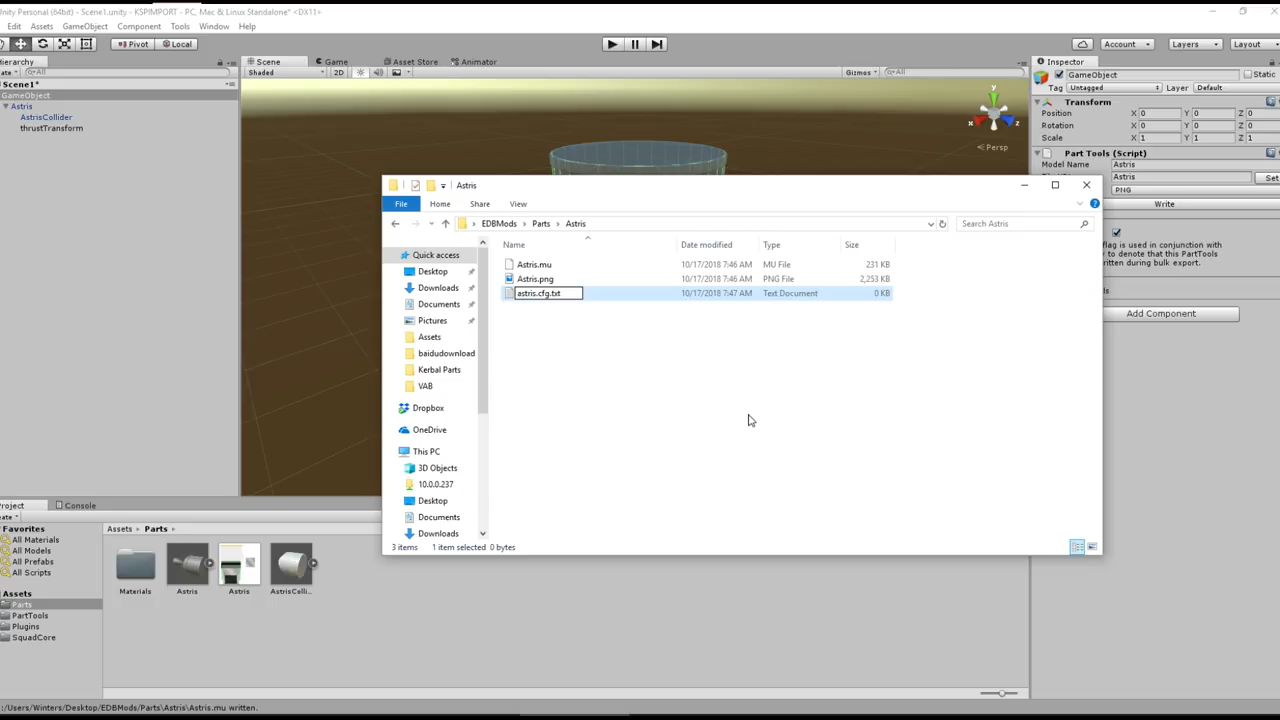 Unity Personal (64bit) - Scene1.unity - KSPIMPORT - PC, Mac & Linux Standalone* <DX11>
Edit Assets GameObject Component Tools Window Help
Pivot Local Account Layers Layout
Hierarchy Scene Game Asset Store Animator Inspector
ate All Shaded 2D Gizmos All
GameObject Static
Tag Untagged Layer Default
Scene1*
GameObject
Astris
AstrisCollider
thrustTransform
Persp
Transform
Position X 0 Y 0 Z 0
Rotation X 0 Y 0 Z 0
Scale X 1 Y 1 Z 1
Part Tools (Script)
Model Name Astris
Astris Set
PNG
Write
flag is used in conjunction with
to denote that this PartTools
written during bulk export.
Add Component
Astris
File Home Share View
EDBMods Parts Astris Search Astris
Name Date modified Type Size
Astris.mu 10/17/2018 7:46 AM MU File 231 KB
Astris.png 10/17/2018 7:46 AM PNG File 2,253 KB
astris.cfg.txt 10/17/2018 7:47 AM Text Document 0 KB
Quick access
Desktop
Downloads
Documents
Pictures
Assets
baidudownload
Kerbal Parts
VAB
Dropbox
OneDrive
This PC
3D Objects
10.0.0.237
Desktop
Documents
Downloads
3 items 1 item selected 0 bytes
Project Console
ate
Favorites
All Materials
All Models
All Prefabs
All Scripts
Assets
Parts
PartTools
Plugins
SquadCore
Assets Parts
Materials Astris Astris AstrisColli...
:/Users/Winters/Desktop/EDBMods/Parts\Astris\Astris.mu written.